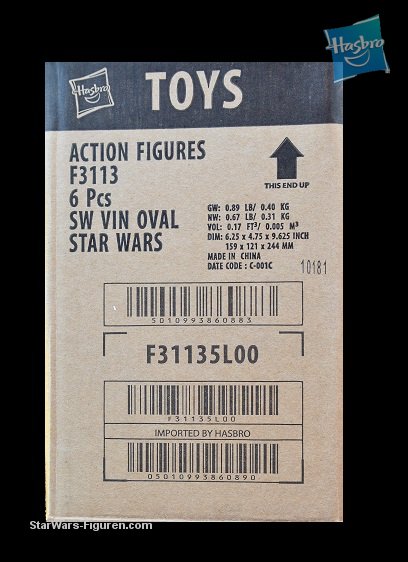 Hasbro
Hasbro
TOYS
ACTION FIGURES
F3113
6 Pcs
SW VIN OVAL
STAR WARS
THIS END UP
GW: 0.89 LB/ 0.40 KG
NW: 0.67 LB/ 0.31 KG
VOL: 0.17 FT³/ 0.005 M³
DIM: 6.25 x 4.75 x 9.625 INCH
159 x 121 x 244 MM
MADE IN CHINA
DATE CODE : C-001C
10181
5010993860883
F31135L00
F31135L00
IMPORTED BY HASBRO
05010993860890
StarWars-Figuren.com